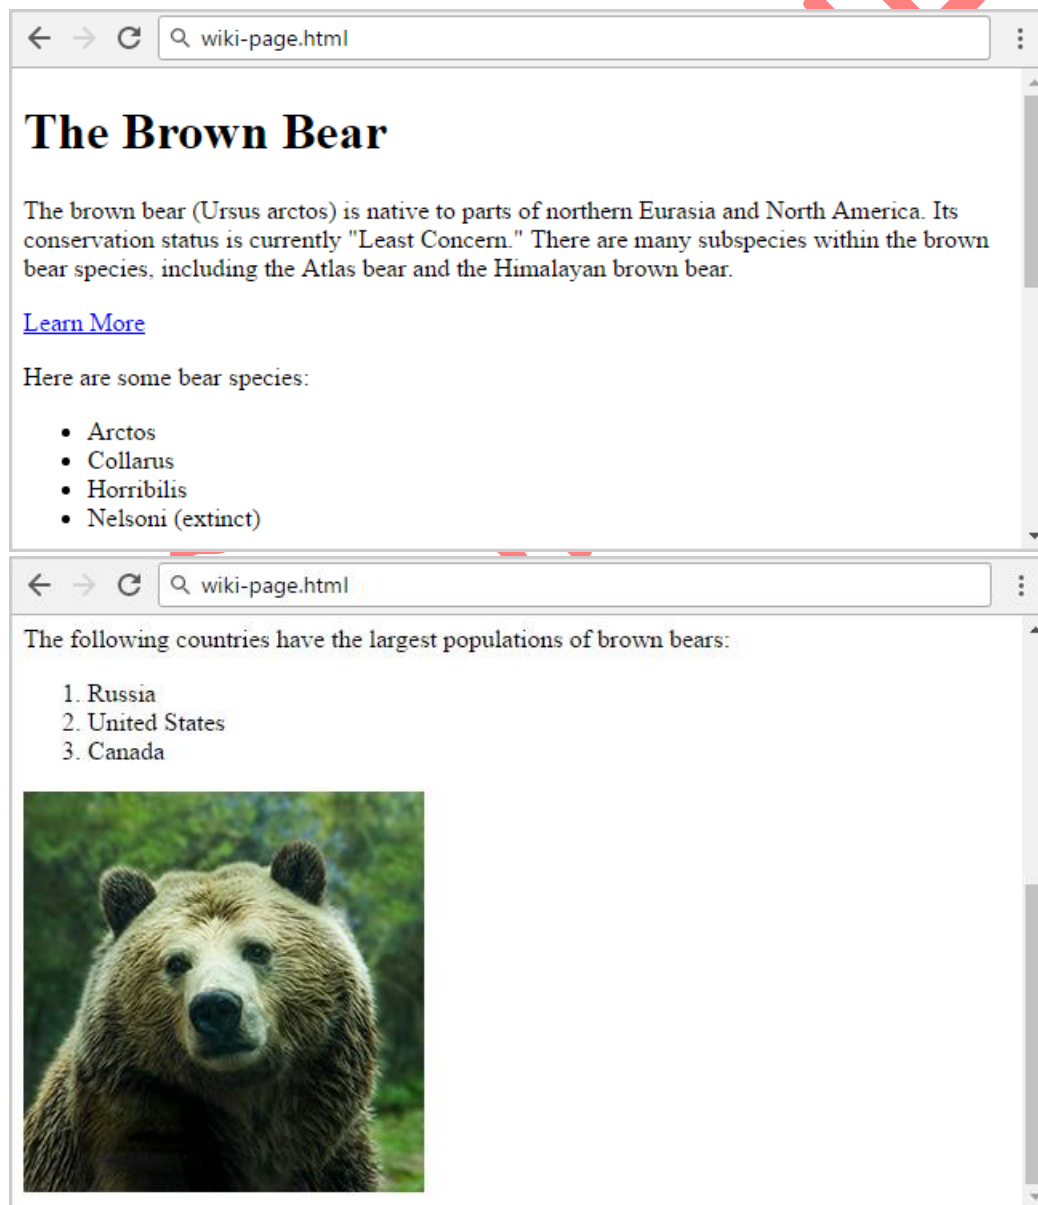 wiki-page.html
The Brown Bear
The brown bear (Ursus arctos) is native to parts of northern Eurasia and North America. Its
conservation status is currently "Least Concern." There are many subspecies within the brown
bear species, including the Atlas bear and the Himalayan brown bear.
Learn More
Here are some bear species:
• Arctos
• Collarus
• Horribilis
• Nelsoni (extinct)
wiki-page.html
The following countries have the largest populations of brown bears:
1. Russia
2. United States
3. Canada